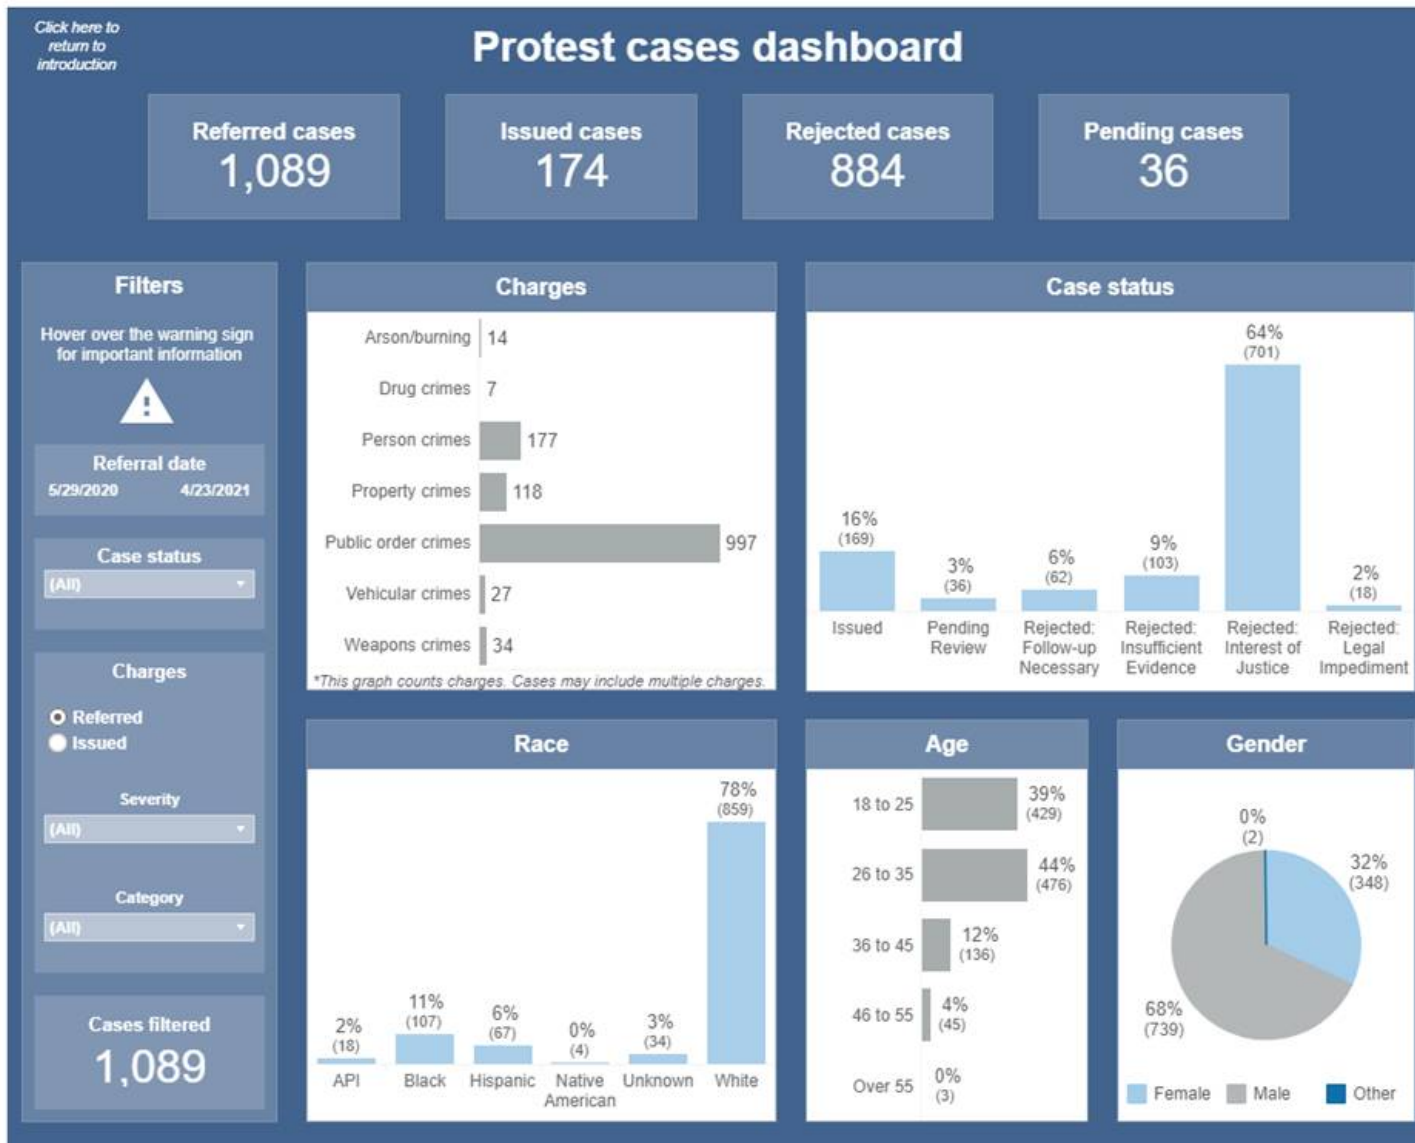 Click here to
return to
introduction
Protest cases dashboard
Referred cases
1,089
Issued cases
174
Rejected cases
884
Pending cases
36
Filters
Hover over the warning sign
for important information
!
Referral date
5/29/2020 4/23/2021
Case status
(All)
Charges
Referred
Issued
Severity
(All)
Category
(All)
Cases filtered
1,089
Charges
Arson/burning 14
Drug crimes 7
Person crimes 177
Property crimes 118
Public order crimes 997
Vehicular crimes 27
Weapons crimes 34
*This graph counts charges. Cases may include multiple charges.
Case status
16%
(169)
3%
(36)
6%
(62)
9%
(103)
64%
(701)
2%
(18)
Issued
Pending
Review
Rejected:
Follow-up
Necessary
Rejected:
Insufficient
Evidence
Rejected:
Interest of
Justice
Rejected:
Legal
Impediment
Race
2%
(18)
11%
(107)
6%
(67)
0%
(4)
3%
(34)
78%
(859)
API
Black
Hispanic
Native
American
Unknown
White
Age
18 to 25 39%
(429)
26 to 35 44%
(476)
36 to 45 12%
(136)
46 to 55 4%
(45)
Over 55 0%
(3)
Gender
0%
(2)
32%
(348)
68%
(739)
Female Male Other